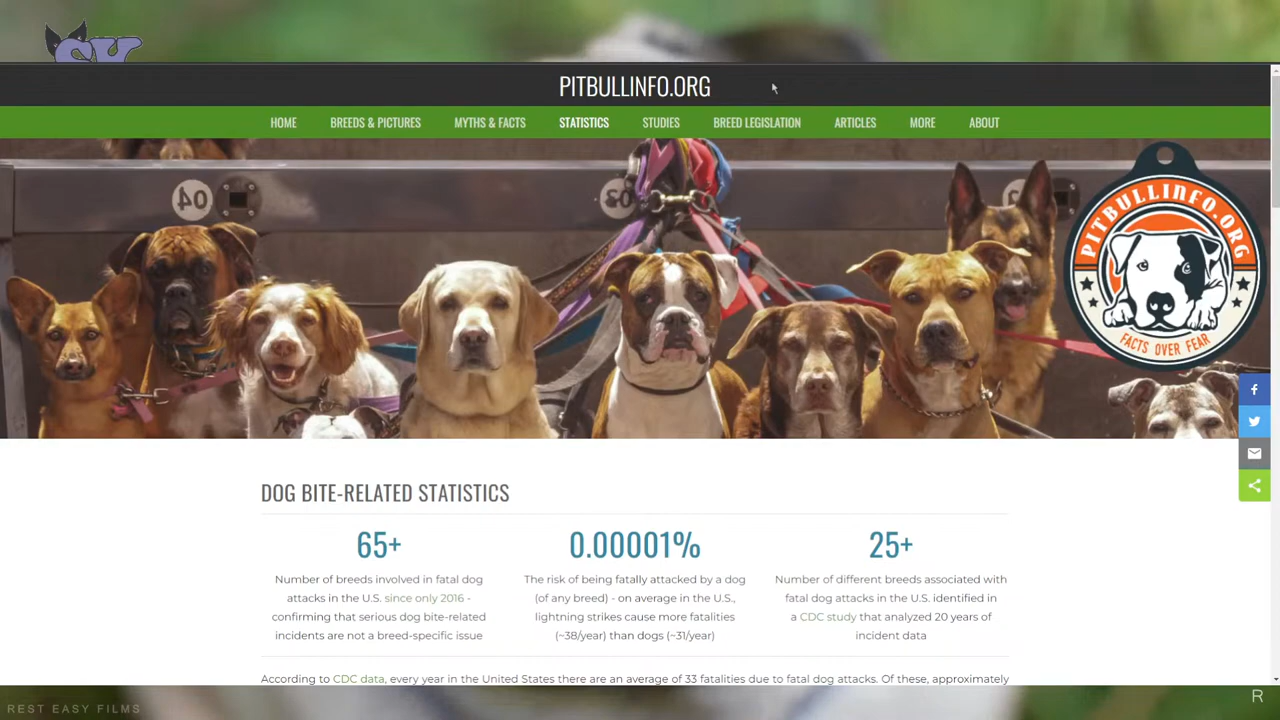 CV
PITBULLINFO.ORG
HOME BREEDS & PICTURES MYTHS & FACTS STATISTICS STUDIES BREED LEGISLATION ARTICLES MORE ABOUT
04
02
PITBULLINFO.ORG
FACTS OVER FEAR
DOG BITE-RELATED STATISTICS
65+
Number of breeds involved in fatal dog
attacks in the U.S. since only 2016 -
confirming that serious dog bite-related
incidents are not a breed-specific issue
0.00001%
The risk of being fatally attacked by a dog
(of any breed) - on average in the U.S.,
lightning strikes cause more fatalities
(~38/year) than dogs (~31/year)
25+
Number of different breeds associated with
fatal dog attacks in the U.S. identified in
a CDC study that analyzed 20 years of
incident data
According to CDC data, every year in the United States there are an average of 33 fatalities due to fatal dog attacks. Of these, approximately
REST EASY FILMS
R